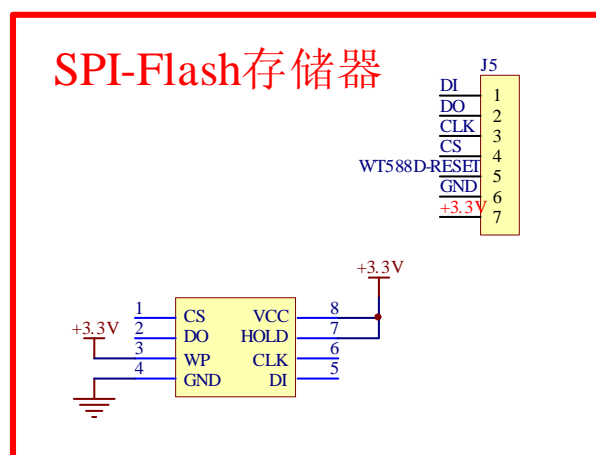 SPI-Flash存储器
J5
DI 1
DO 2
CLK 3
CS 4
WT588D-RESET 5
GND 6
+3.3V 7
+3.3V
+3.3V
1 CS VCC 8
2 DO HOLD 7
3 WP CLK 6
4 GND DI 5